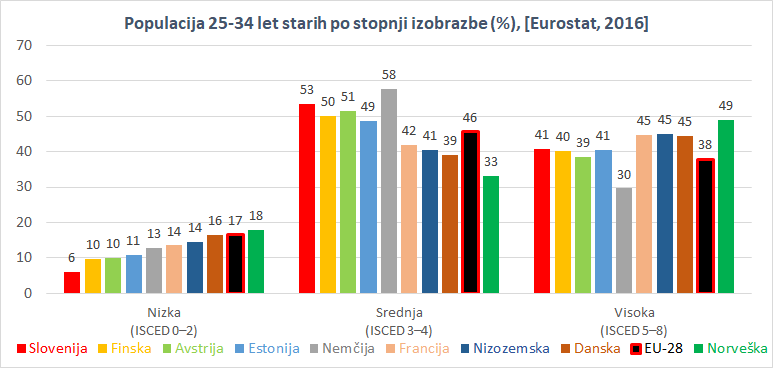 Populacija 25-34 let starih po stopnji izobrazbe (%), [Eurostat, 2016]
70
60
50
40
30
20
10
0
6 10 10 11 13 14 14 16 17 18
53 50 51 49 58 42 41 39 46 33
41 40 39 41 30 45 45 45 38 49
Nizka Srednja Visoka
(ISCED 0–2) (ISCED 3–4) (ISCED 5–8)
Slovenija Finska Avstrija Estonija Nemčija Francija Nizozemska Danska EU-28 Norveška